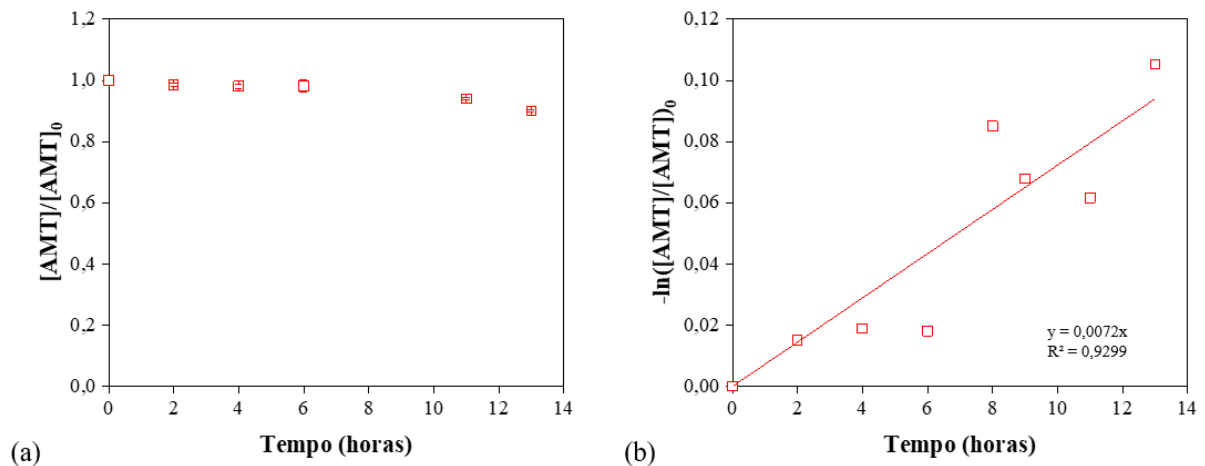 1,2
1,0
0,8
0,6
0,4
0,2
0,0
[AMT]/[AMT]₀
0 2 4 6 8 10 12 14
Tempo (horas)
(a)
0,12
0,10
0,08
0,06
0,04
0,02
0,00
-ln([AMT]/[AMT])₀
y = 0,0072x
R² = 0,9299
0 2 4 6 8 10 12 14
Tempo (horas)
(b)